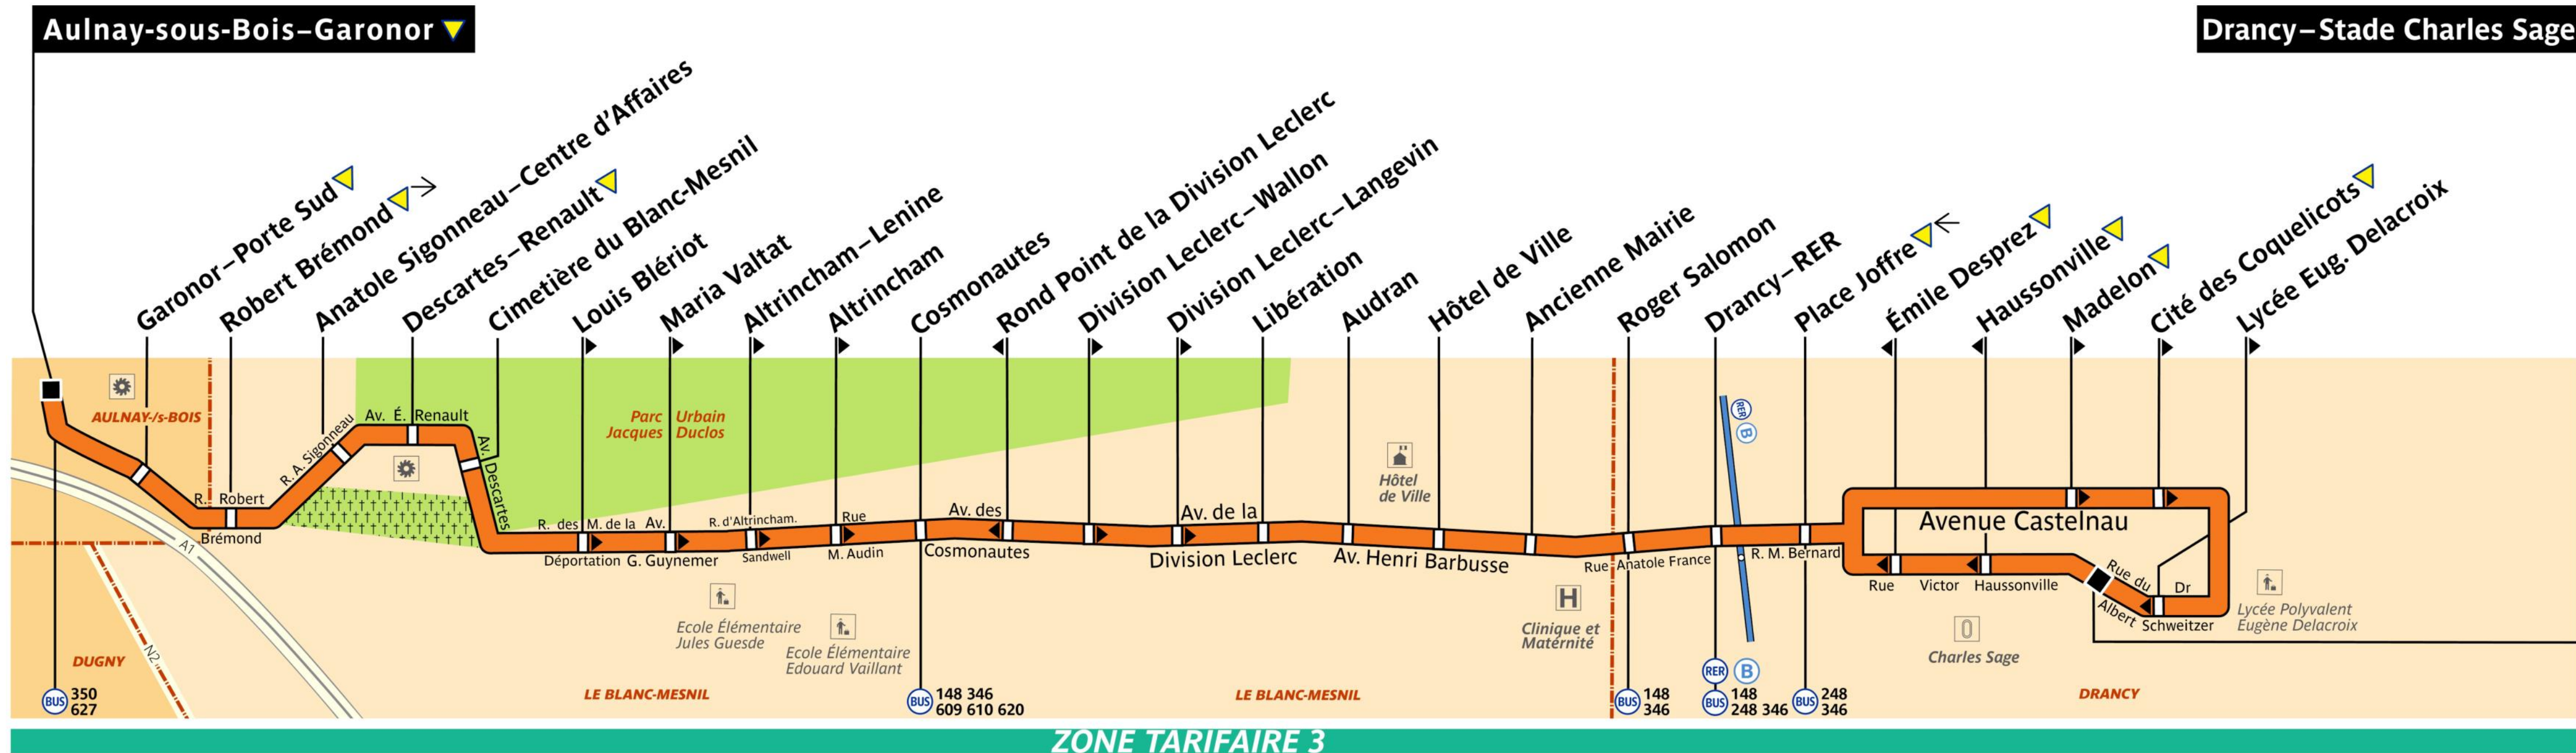 Aulnay-sous-Bois–Garonor
Drancy–Stade Charles Sage
Garonor–Porte Sud
Robert Brémond
Anatole Sigonneau–Centre d'Affaires
Descartes–Renault
Cimetière du Blanc-Mesnil
Louis Blériot
Maria Valtat
Altrincham–Lenine
Altrincham
Cosmonautes
Rond Point de la Division Leclerc
Division Leclerc–Wallon
Division Leclerc–Langevin
Libération
Audran
Hôtel de Ville
Ancienne Mairie
Roger Salomon
Drancy–RER
Place Joffre
Émile Desprez
Haussonville
Madelon
Cité des Coquelicots
Lycée Eug. Delacroix
AULNAY-/s-BOIS
R. Robert
Brémond
R. A. Sigonneau
Av. É. Renault
Av. Descartes
Parc Urbain
Jacques Duclos
R. des M. de la
Déportation
Av.
G. Guynemer
R. d'Altrincham.
Sandwell
Rue
M. Audin
Av. des
Cosmonautes
Av. de la
Division Leclerc
Av. Henri Barbusse
Rue Anatole France
R. M. Bernard
Avenue Castelnau
Rue Victor Haussonville
Rue du Dr
Albert Schweitzer
A1
N2
Hôtel
de Ville
RER
B
Ecole Élémentaire
Jules Guesde
Ecole Élémentaire
Edouard Vaillant
H
Clinique et
Maternité
Charles Sage
Lycée Polyvalent
Eugène Delacroix
DUGNY
LE BLANC-MESNIL
LE BLANC-MESNIL
DRANCY
BUS 350
627
BUS 148 346
609 610 620
BUS 148
346
RER B
BUS 148
248 346
BUS 248
346
ZONE TARIFAIRE 3